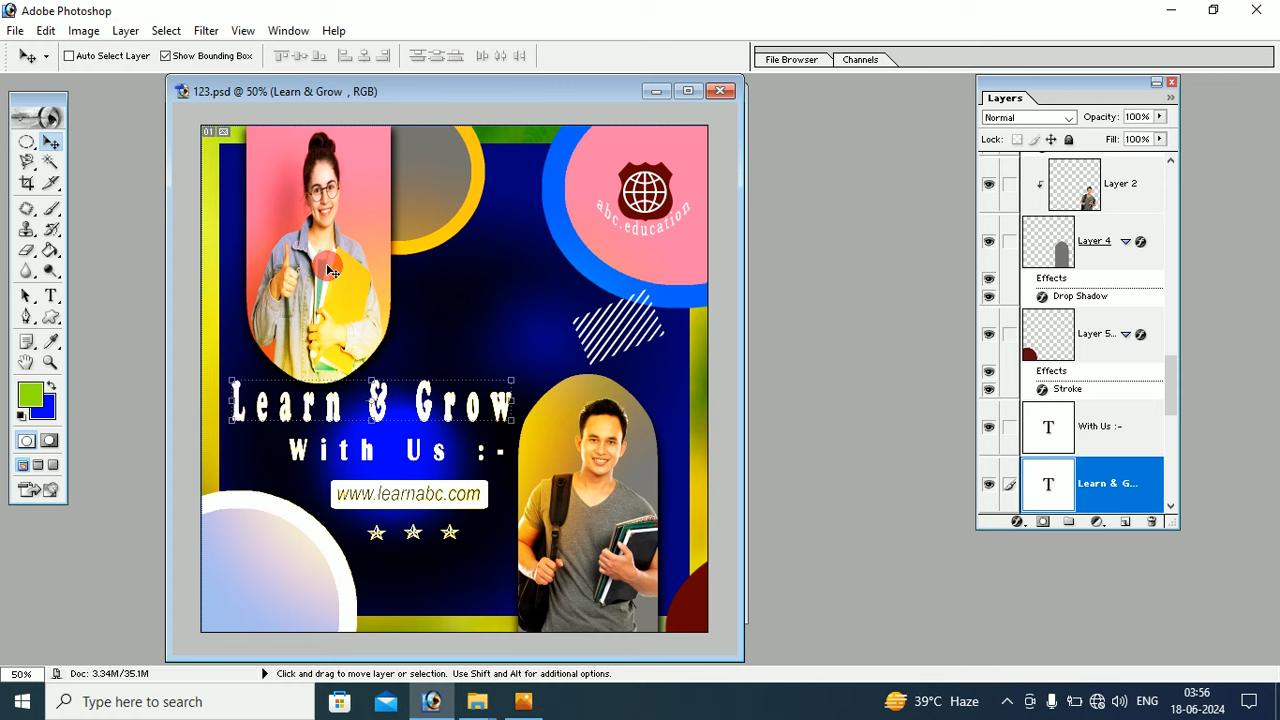 Adobe Photoshop
File Edit Image Layer Select Filter View Window Help
Auto Select Layer Show Bounding Box
File Browser Channels
123.psd @ 50% (Learn & Grow , RGB)
01
abc.education
Learn & Grow
With Us :-
www.learnabc.com
Layers
Normal Opacity: 100%
Lock: Fill: 100%
Layer 2
Layer 4
Effects
Drop Shadow
Layer 5...
Effects
Stroke
T With Us :-
T Learn & G...
50% Doc: 3.34M/35.1M Click and drag to move layer or selection. Use Shift and Alt for additional options.
Type here to search
39°C Haze
ENG
03:56
18-06-2024